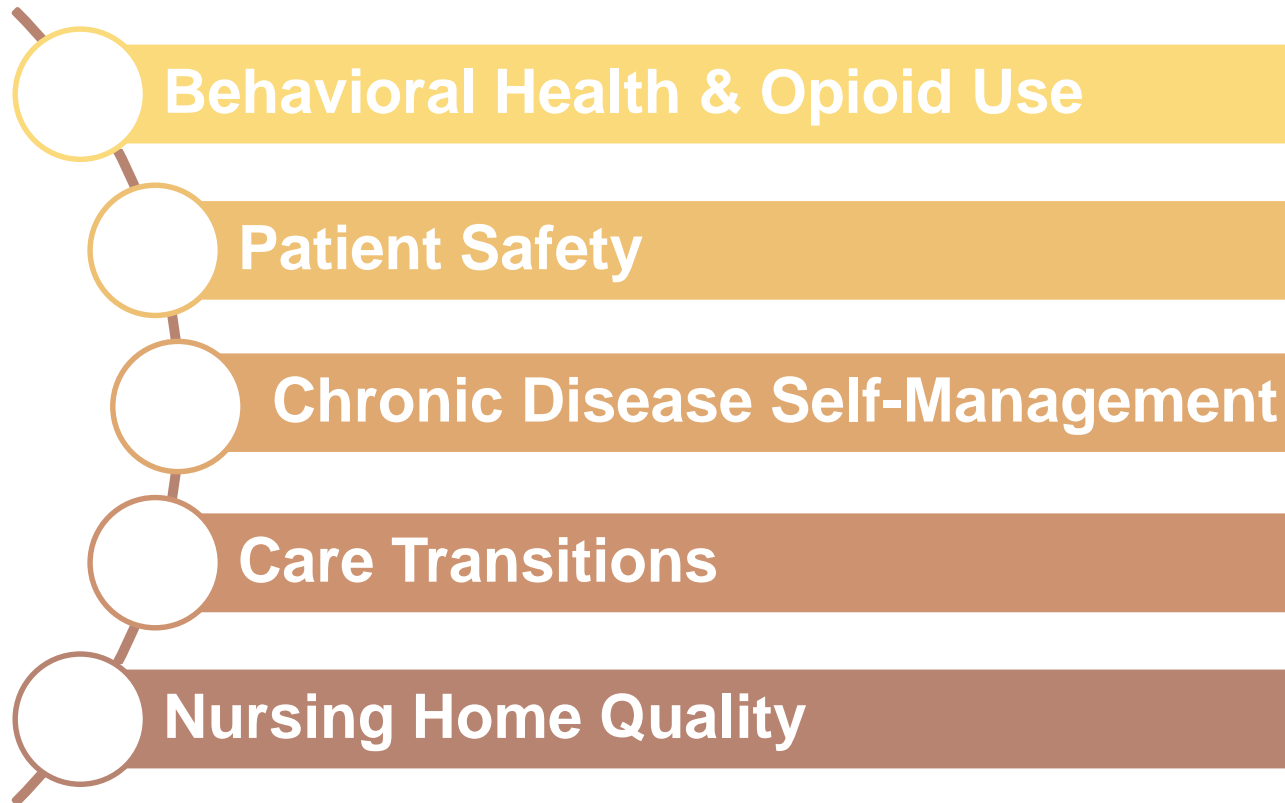 Behavioral Health & Opioid Use
Patient Safety
Chronic Disease Self-Management
Care Transitions
Nursing Home Quality